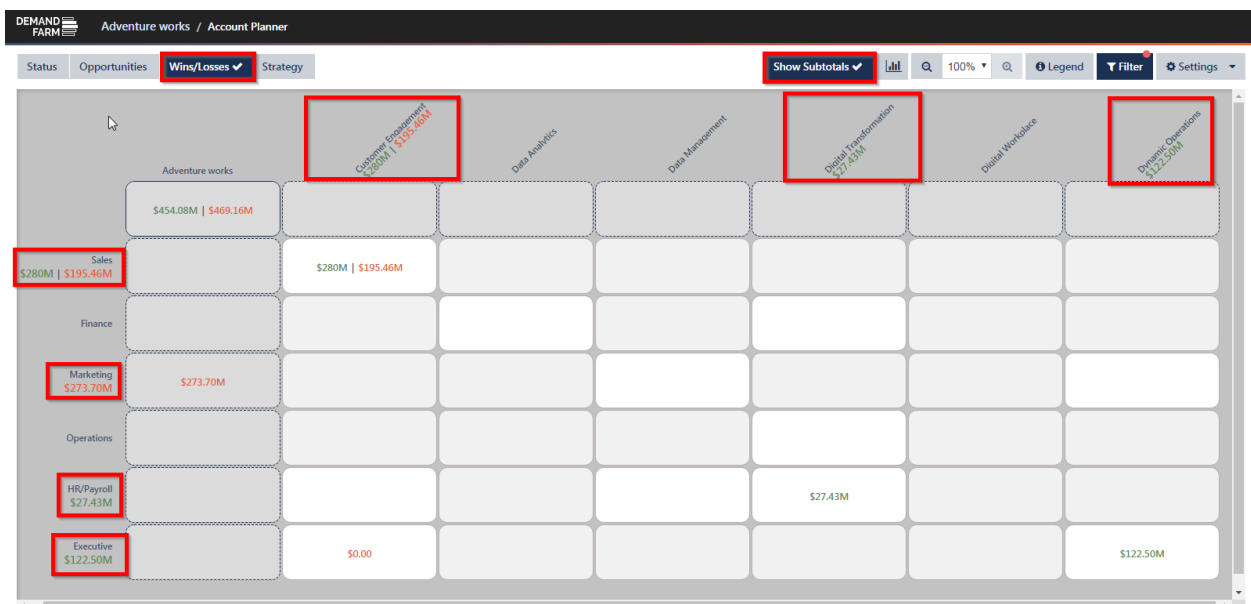 DEMAND
FARM
Adventure works / Account Planner
Status Opportunities Wins/Losses ✔ Strategy
Show Subtotals ✔ 100% Legend Filter Settings
Adventure works
Customer Engagement
$280M | $195.46M
Data Analytics
Data Management
Digital Transformation
$27.43M
Digital Workplace
Dynamic Operations
$122.50M
$454.08M | $469.16M
Sales
$280M | $195.46M
$280M | $195.46M
Finance
Marketing
$273.70M
$273.70M
Operations
HR/Payroll
$27.43M
$27.43M
Executive
$122.50M
$0.00
$122.50M